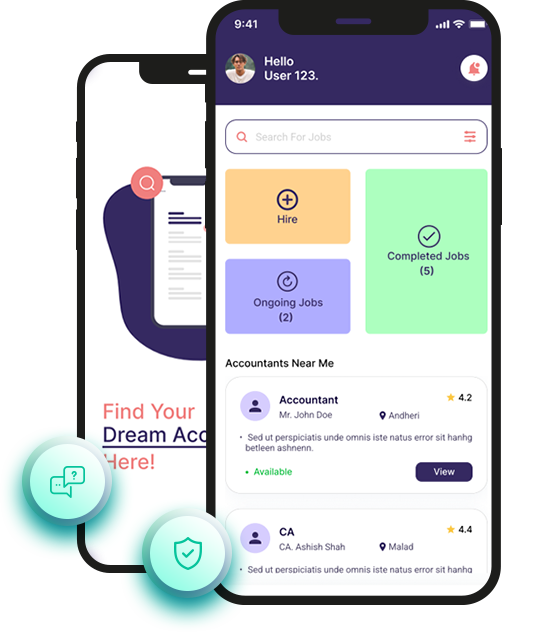 9:41
Hello
User 123.
Search For Jobs
Hire
Completed Jobs
(5)
Ongoing Jobs
(2)
Accountants Near Me
Accountant
4.2
Mr. John Doe
Andheri
• Sed ut perspiciatis unde omnis iste natus error sit hanhg
betleen ashnenn.
• Available
View
CA
4.4
CA. Ashish Shah
Malad
• Sed ut perspiciatis unde omnis iste natus error sit hanhg
Find Your
Dream Acc
Here!
?